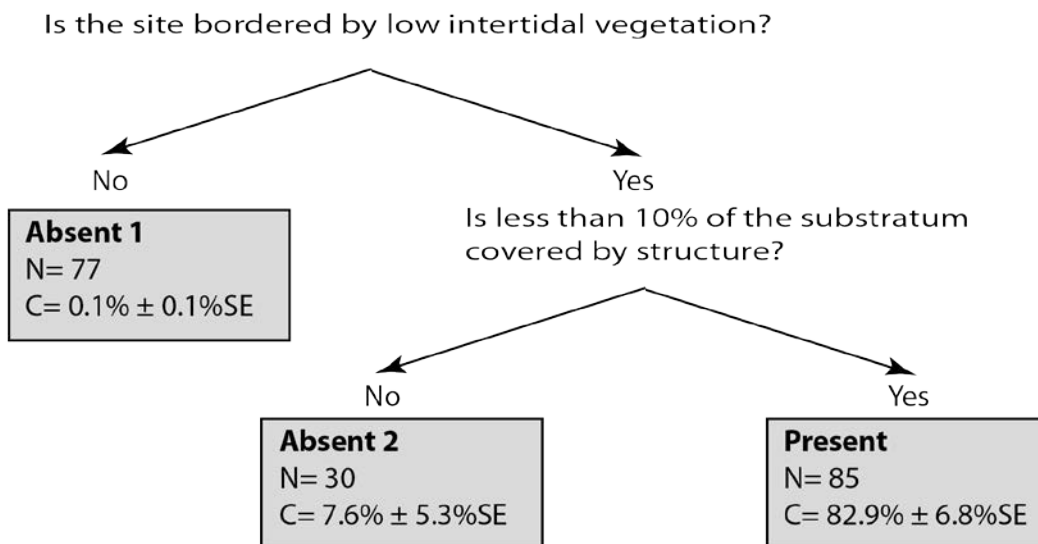 Is the site bordered by low intertidal vegetation?
No
Yes
Absent 1
N= 77
C= 0.1% ± 0.1%SE
Is less than 10% of the substratum
covered by structure?
No
Yes
Absent 2
N= 30
C= 7.6% ± 5.3%SE
Present
N= 85
C= 82.9% ± 6.8%SE